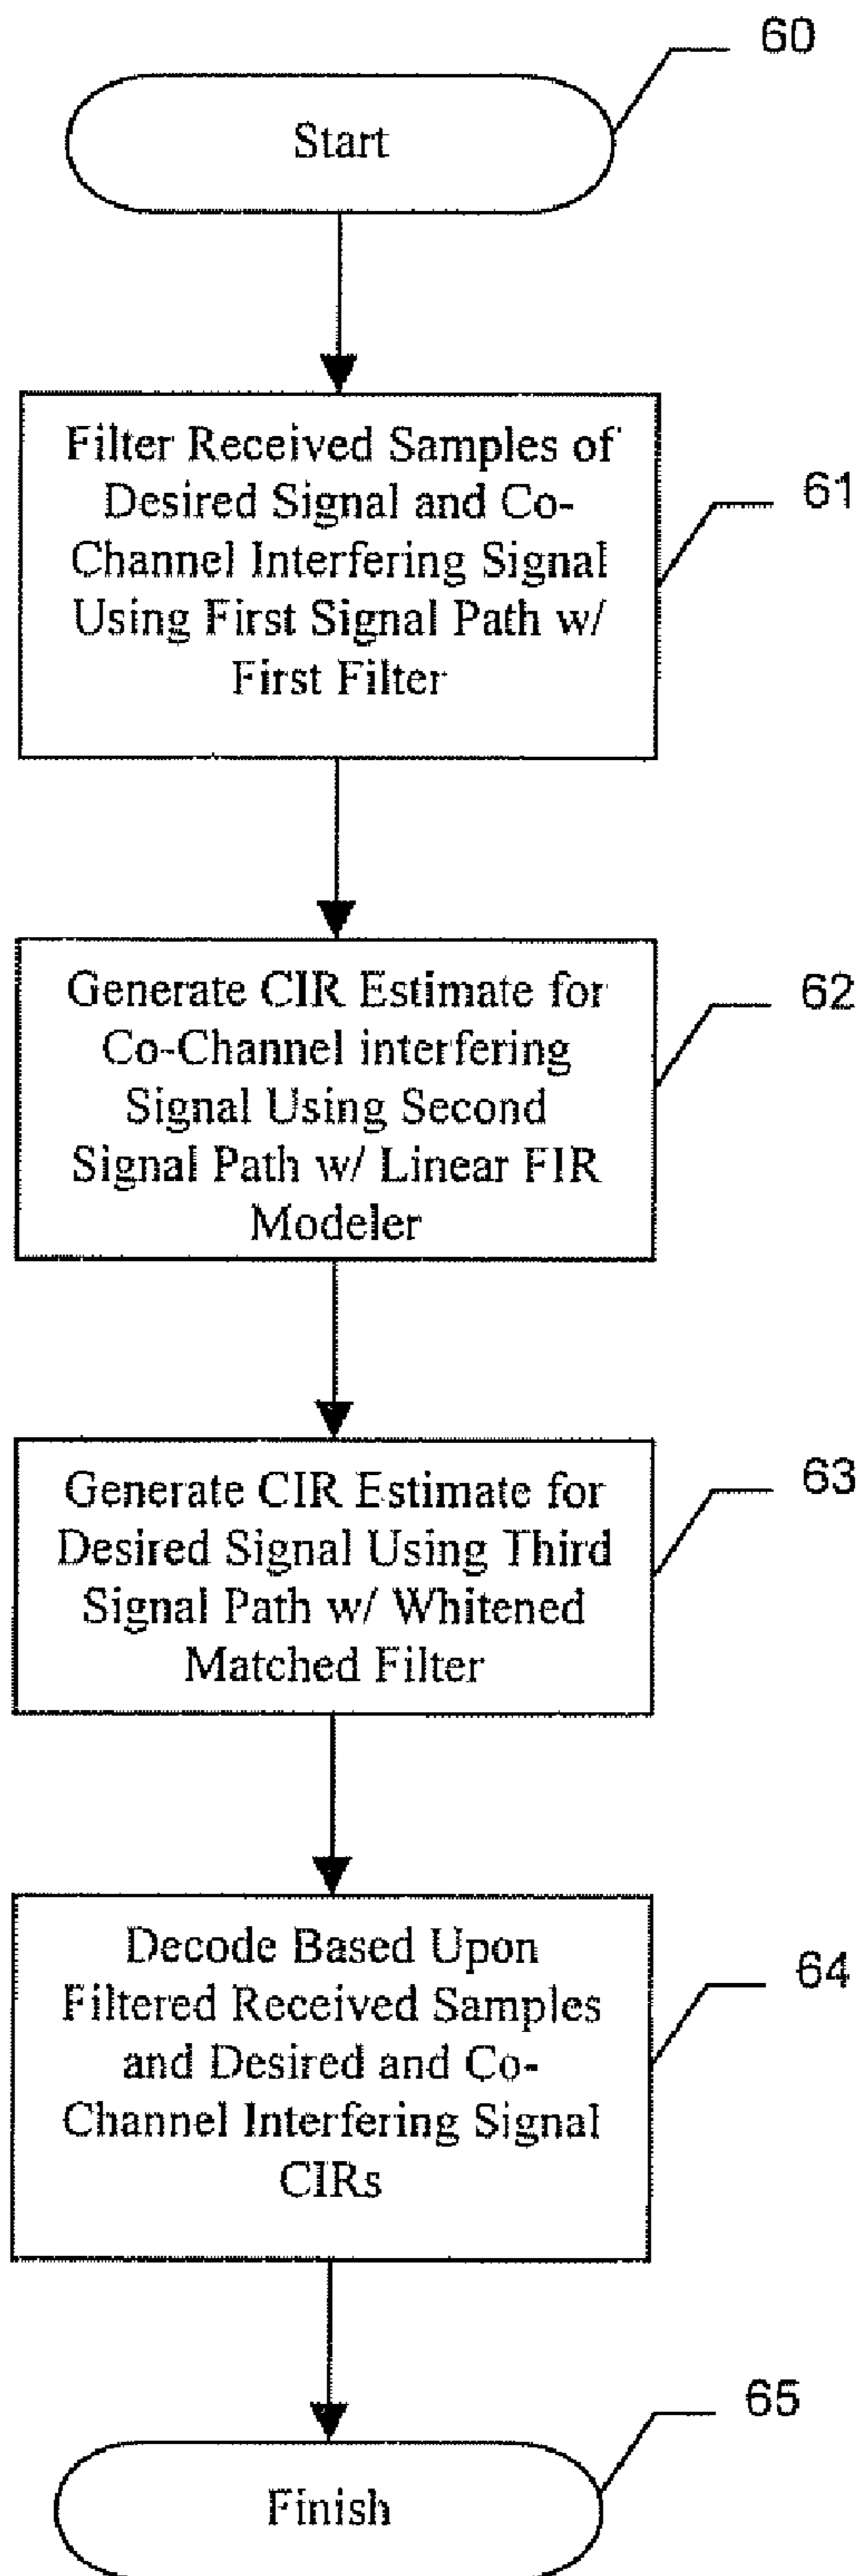 60
Start
Filter Received Samples of
Desired Signal and Co-
Channel Interfering Signal
Using First Signal Path w/
First Filter
61
Generate CIR Estimate for
Co-Channel interfering
Signal Using Second
Signal Path w/ Linear FIR
Modeler
62
Generate CIR Estimate for
Desired Signal Using Third
Signal Path w/ Whitened
Matched Filter
63
Decode Based Upon
Filtered Received Samples
and Desired and Co-
Channel Interfering Signal
CIRs
64
65
Finish